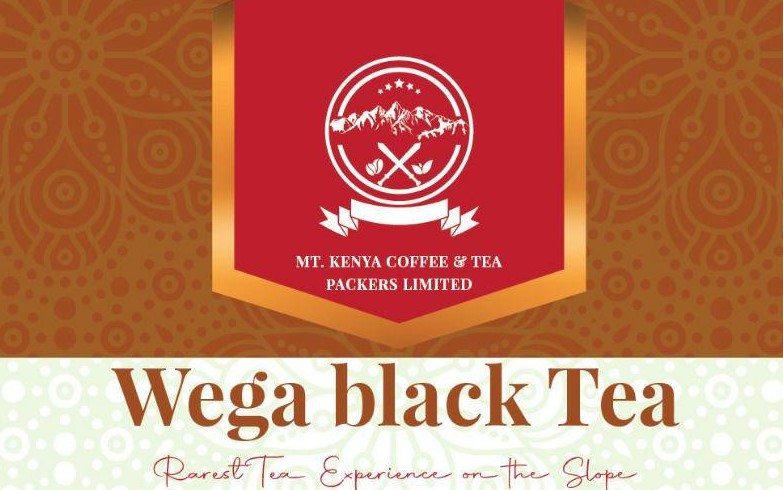 MT. KENYA COFFEE & TEA
PACKERS LIMITED
Wega black Tea
Rarest Tea Experience on the Slope